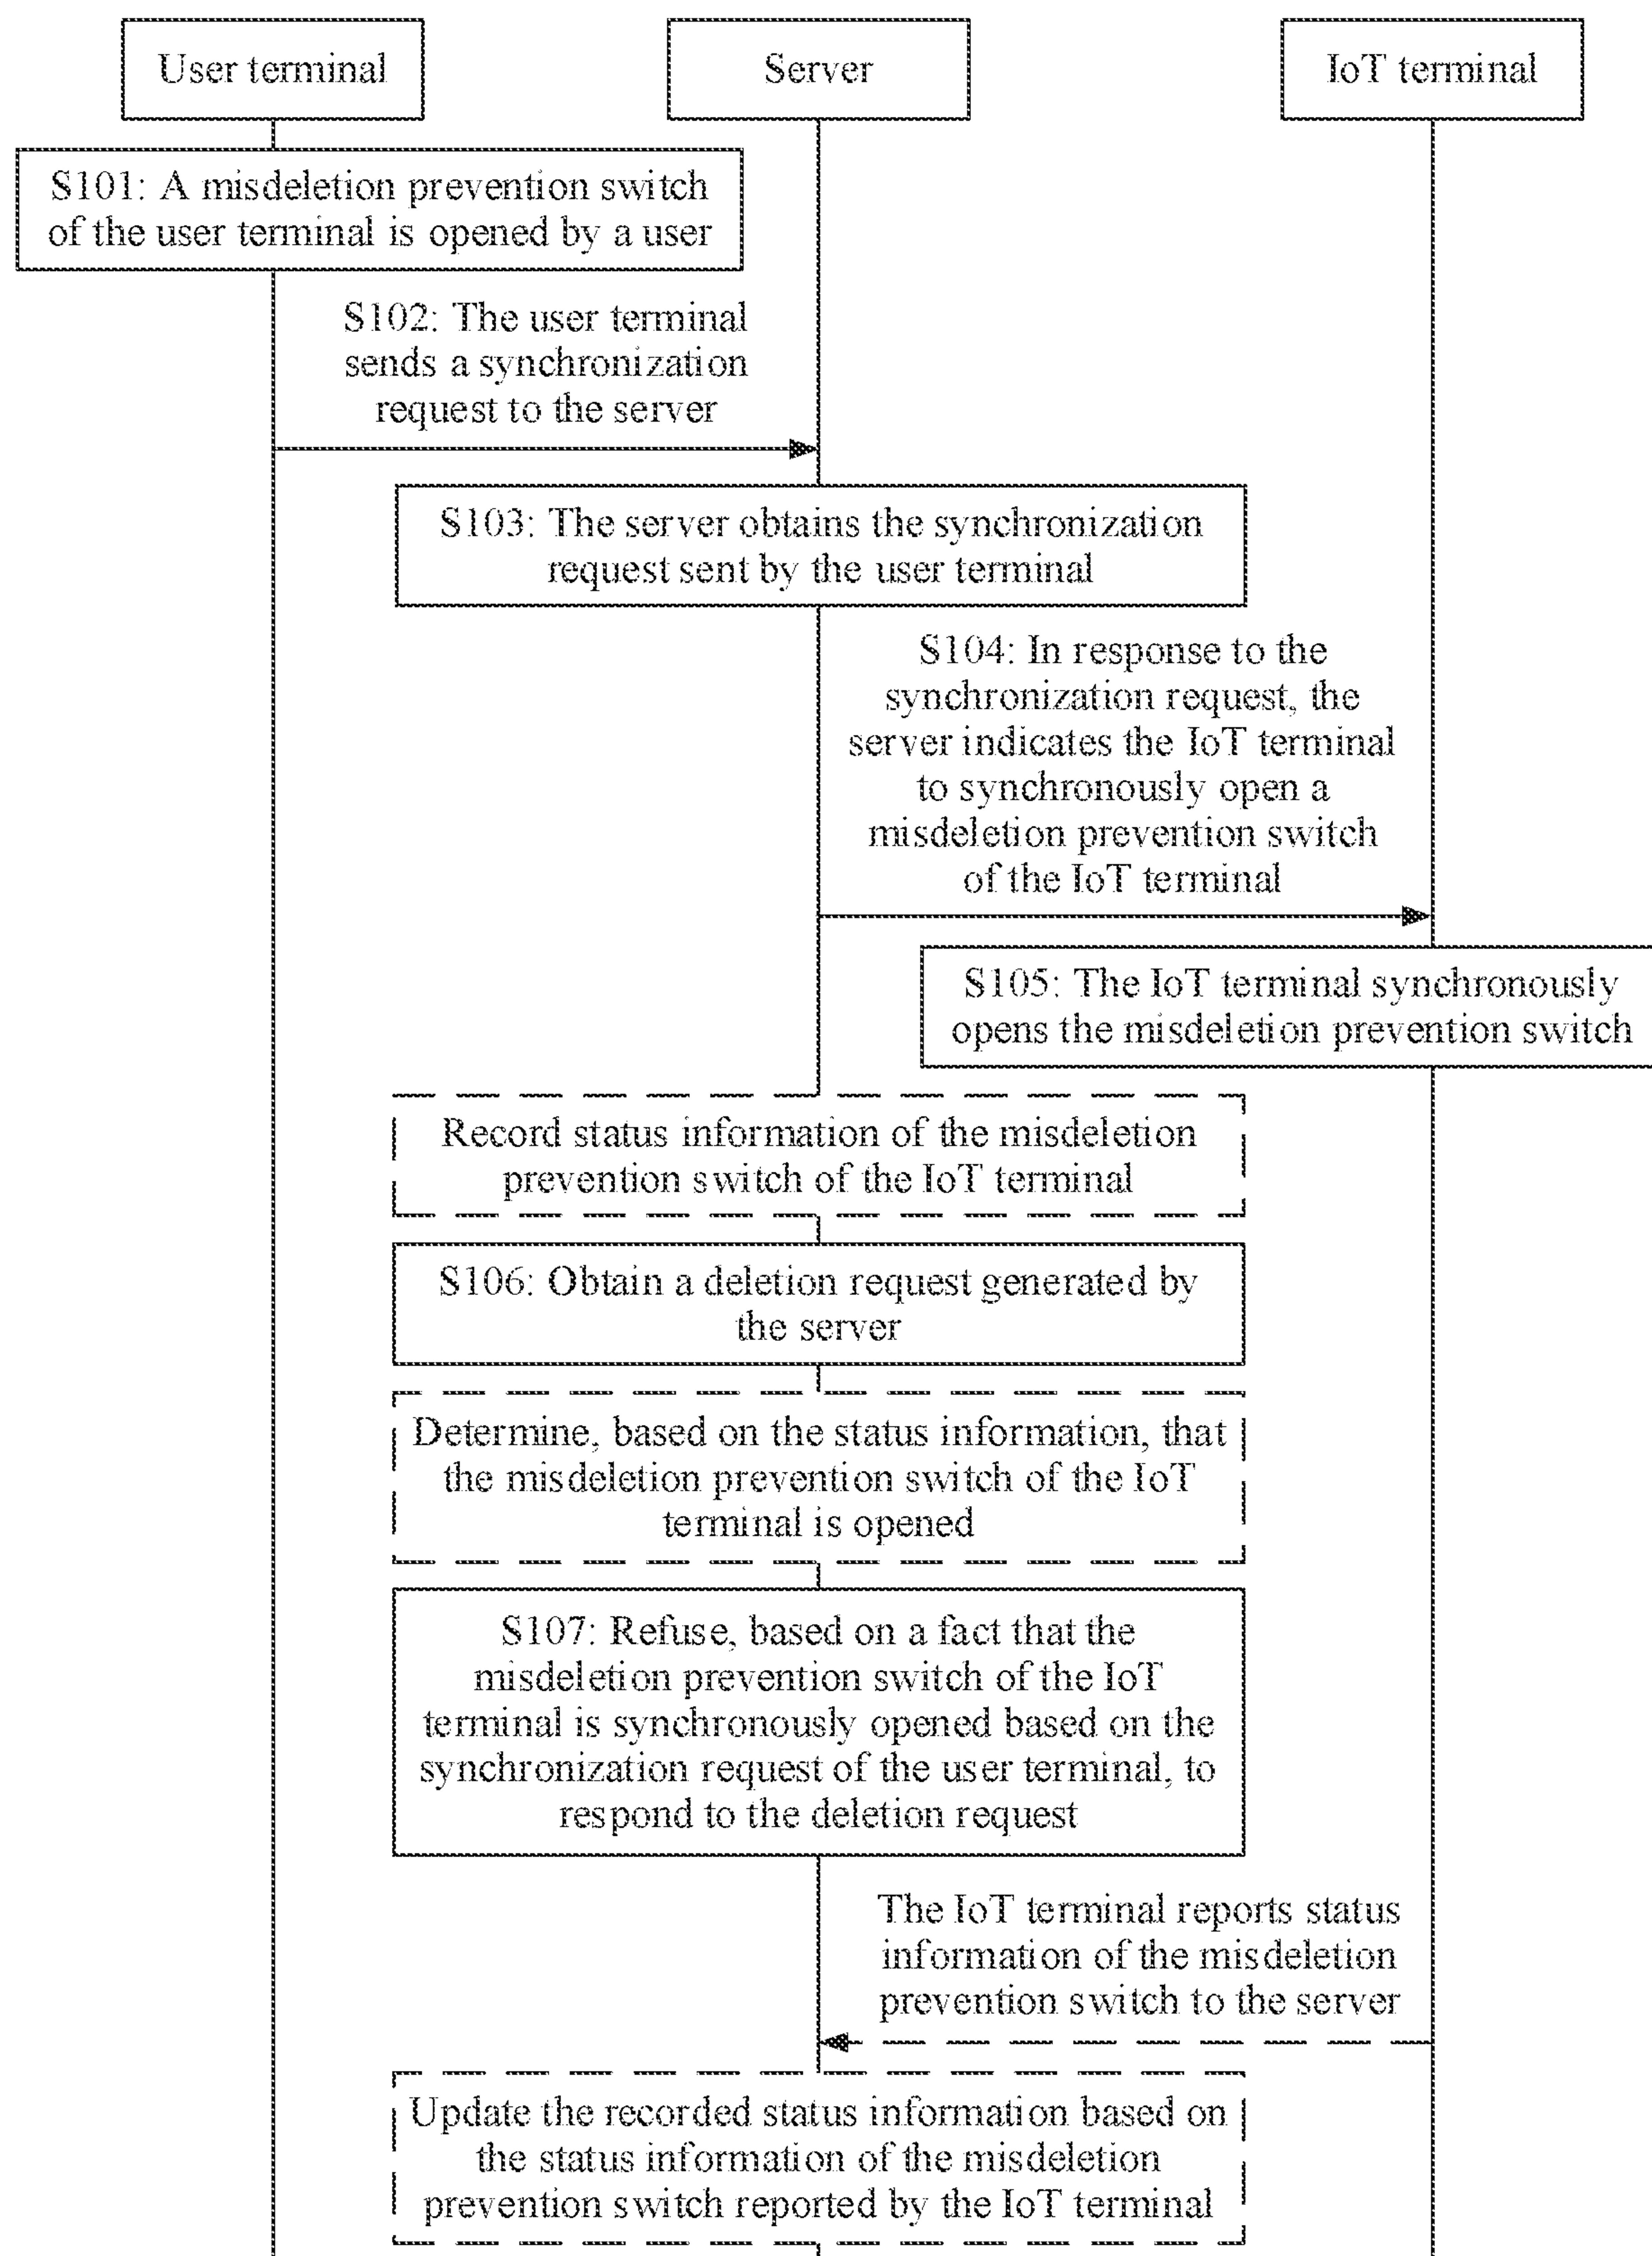 User terminal
Server
IoT terminal
S101: A misdeletion prevention switch
of the user terminal is opened by a user
S102: The user terminal
sends a synchronization
request to the server
S103: The server obtains the synchronization
request sent by the user terminal
S104: In response to the
synchronization request, the
server indicates the IoT terminal
to synchronously open a
misdeletion prevention switch
of the IoT terminal
S105: The IoT terminal synchronously
opens the misdeletion prevention switch
Record status information of the misdeletion
prevention switch of the IoT terminal
S106: Obtain a deletion request generated by
the server
Determine, based on the status information, that
the misdeletion prevention switch of the IoT
terminal is opened
S107: Refuse, based on a fact that the
misdeletion prevention switch of the IoT
terminal is synchronously opened based on the
synchronization request of the user terminal, to
respond to the deletion request
The IoT terminal reports status
information of the misdeletion
prevention switch to the server
Update the recorded status information based on
the status information of the misdeletion
prevention switch reported by the IoT terminal